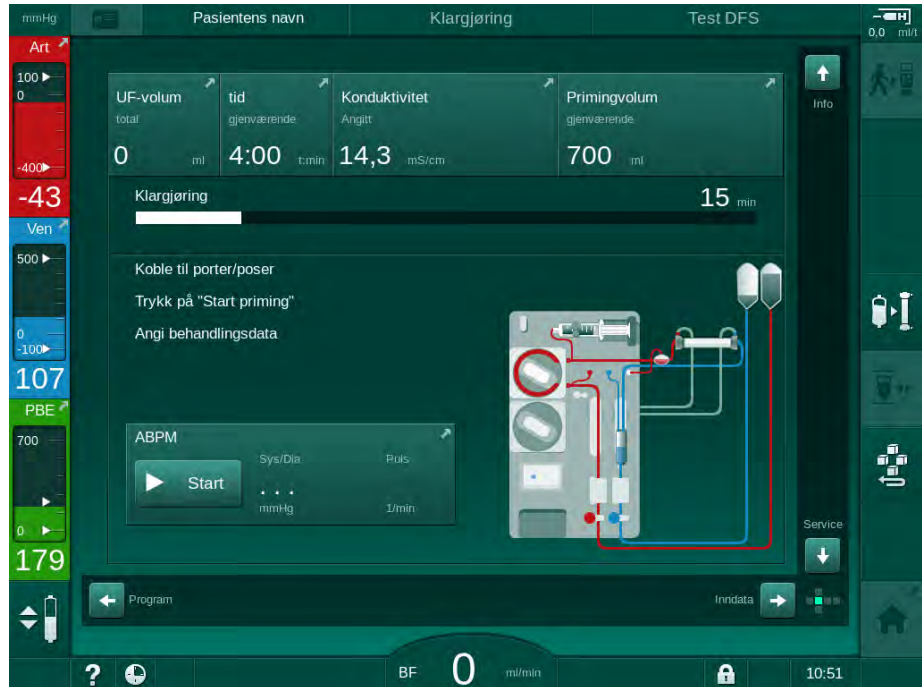 mmHg
Pasientens navn
Klargjøring
Test DFS
0,0 ml/t
Art
100
0
-400
-43
Ven
500
0
-100
107
PBE
700
0
179
UF-volum
total
0 ml
tid
gjenværende
4:00 t:min
Konduktivitet
Angitt
14,3 mS/cm
Primingvolum
gjenværende
700 ml
Klargjøring
15 min
Koble til porter/poser
Trykk på "Start priming"
Angi behandlingsdata
ABPM
Start
Sys/Dia
. . .
mmHg
Puls
1/min
Info
Service
Program
Inndata
? BF 0 ml/min 10:51